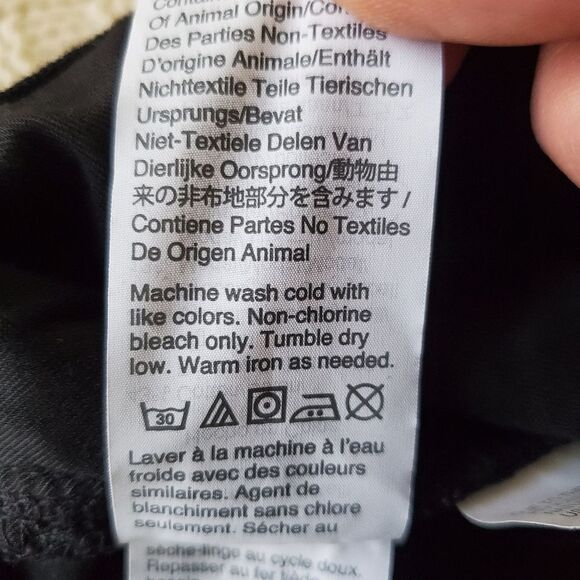 Of Animal Origin/
Des Parties Non-Textiles
D'origine Animale/Enthält
Nichttextile Teile Tierischen
Ursprungs/Bevat
Niet-Textiele Delen Van
Dierlijke Oorsprong/動物由
来の非布地部分を含みます/
Contiene Partes No Textiles
De Origen Animal
Machine wash cold with
like colors. Non-chlorine
bleach only. Tumble dry
low. Warm iron as needed.
30
Laver à la machine à l'eau
froide avec des couleurs
similaires. Agent de
blanchiment sans chlore
seulement. Sécher au
sèche-linge au cycle doux.
Repasser au fer tiède